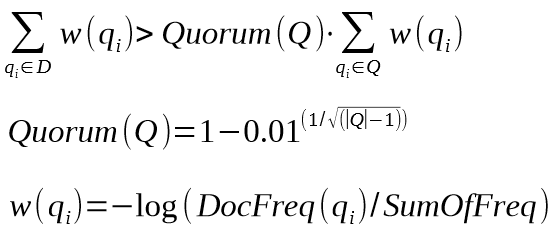 ∑_{q_i∈D} w(q_i)>Quorum(Q)·∑_{q_i∈Q} w(q_i)
Quorum(Q)=1−0.01^{(1/√((|Q|−1)))}
w(q_i)=−log(DocFreq(q_i)/SumOfFreq)